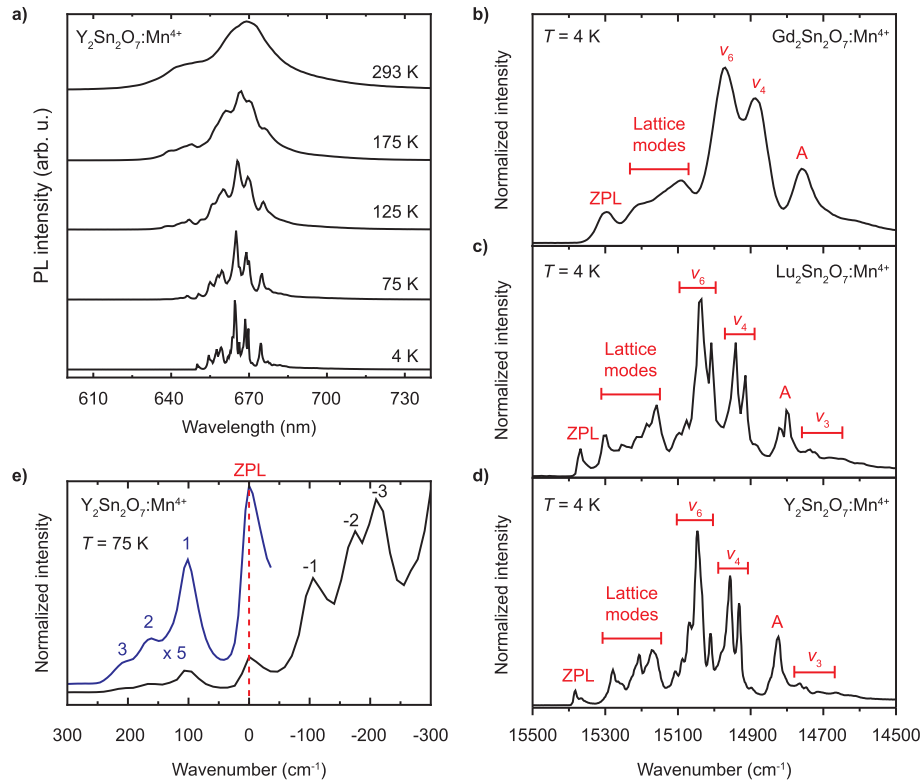 a)
Y₂Sn₂O₇:Mn⁴⁺
293 K
175 K
125 K
75 K
4 K
PL intensity (arb. u.)
610 640 670 700 730
Wavelength (nm)
b)
T = 4 K
Gd₂Sn₂O₇:Mn⁴⁺
ν₆
ν₄
Lattice
modes
A
ZPL
Normalized intensity
c)
T = 4 K
Lu₂Sn₂O₇:Mn⁴⁺
ν₆
ν₄
Lattice
modes
A
ν₃
ZPL
Normalized intensity
d)
T = 4 K
Y₂Sn₂O₇:Mn⁴⁺
ν₆
ν₄
Lattice
modes
A
ν₃
ZPL
Normalized intensity
15500 15300 15100 14900 14700 14500
Wavenumber (cm⁻¹)
e)
ZPL
Y₂Sn₂O₇:Mn⁴⁺
T = 75 K
-3
-2
-1
1
2
3
x 5
Normalized intensity
300 200 100 0 -100 -200 -300
Wavenumber (cm⁻¹)